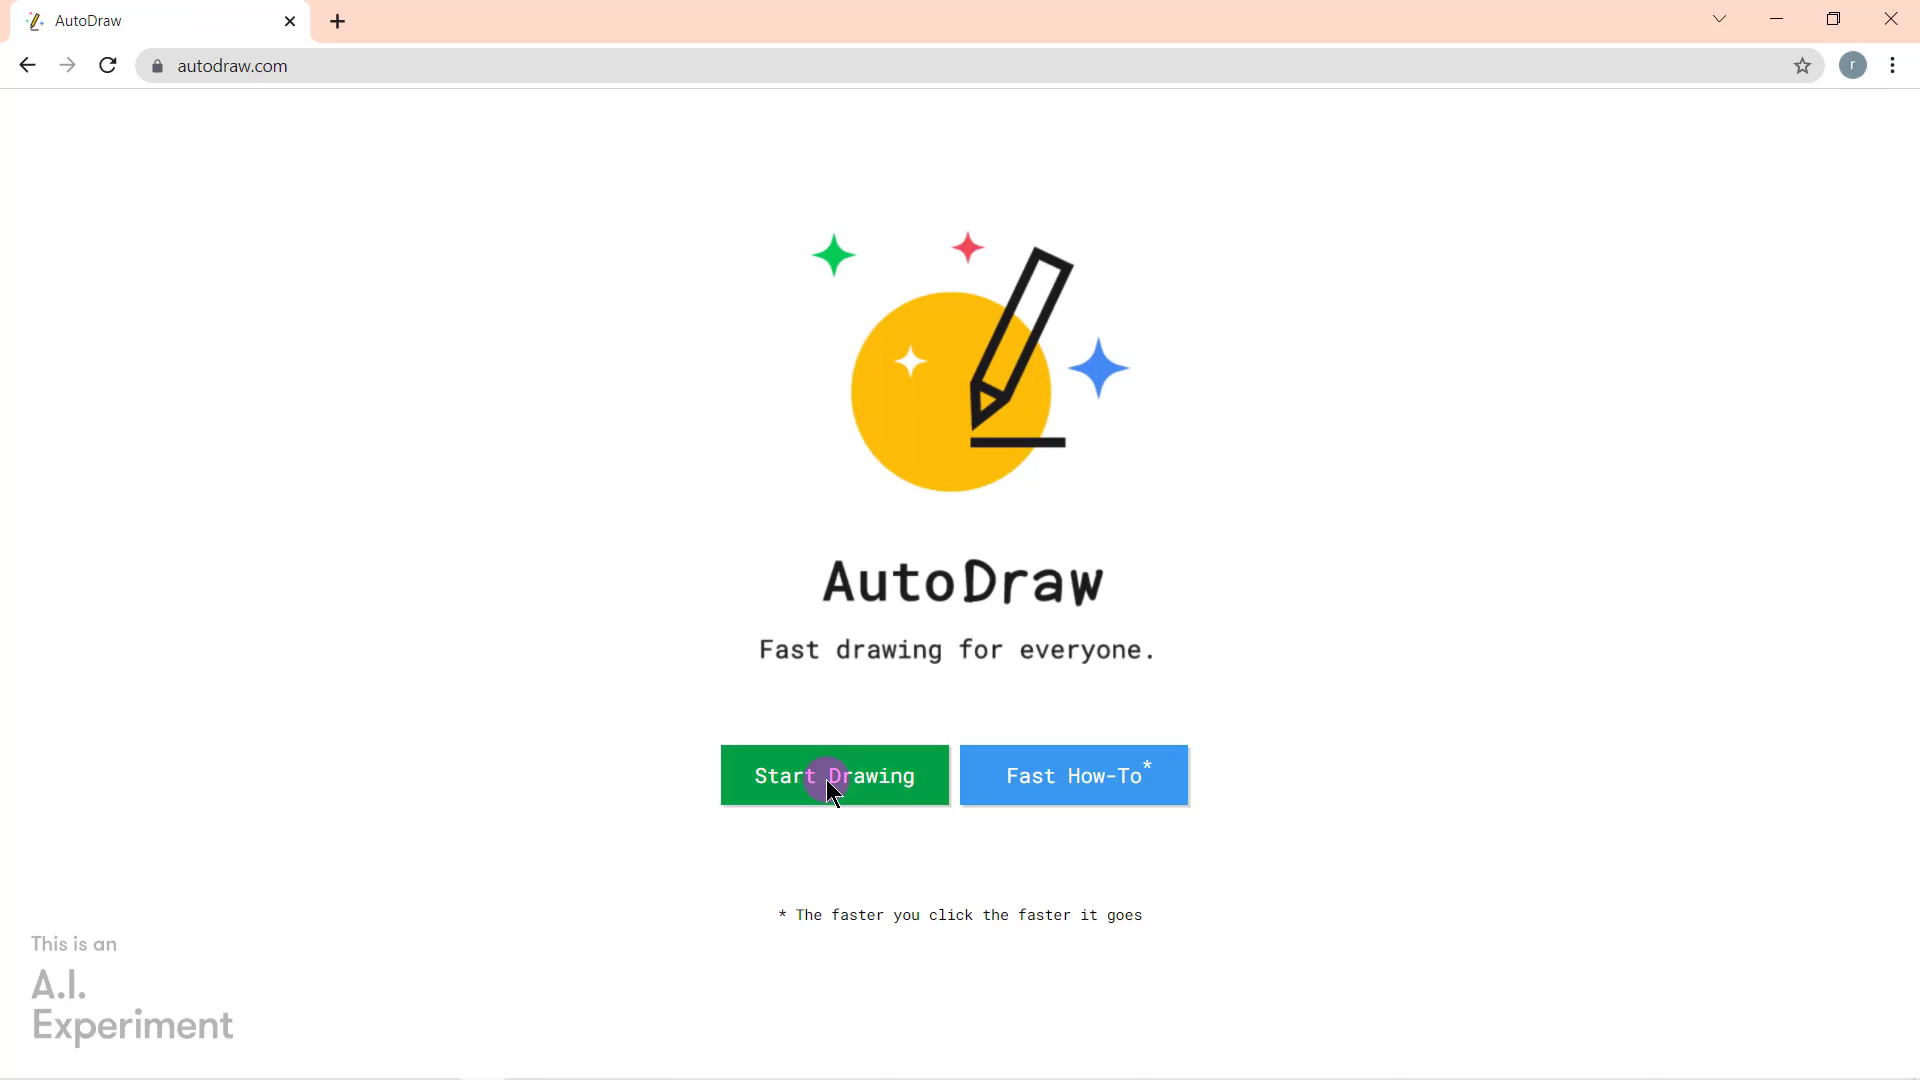 AutoDraw
autodraw.com
r
AutoDraw
Fast drawing for everyone.
Start Drawing
Fast How-To*
* The faster you click the faster it goes
This is an
A.I.
Experiment